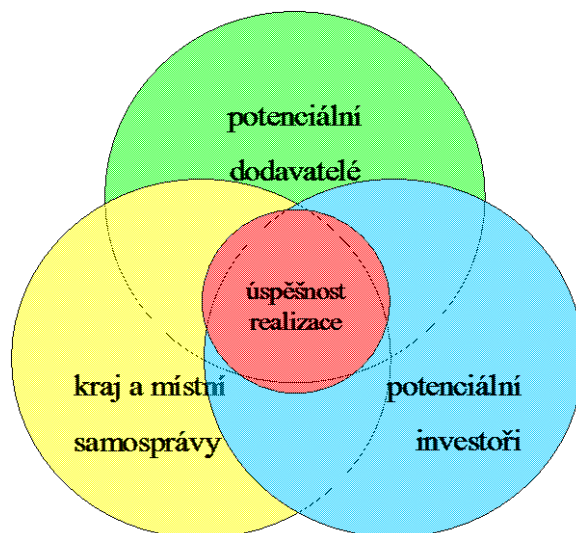 potenciální
dodavatelé
úspěšnost
realizace
kraj a místní
samosprávy
potenciální
investoři